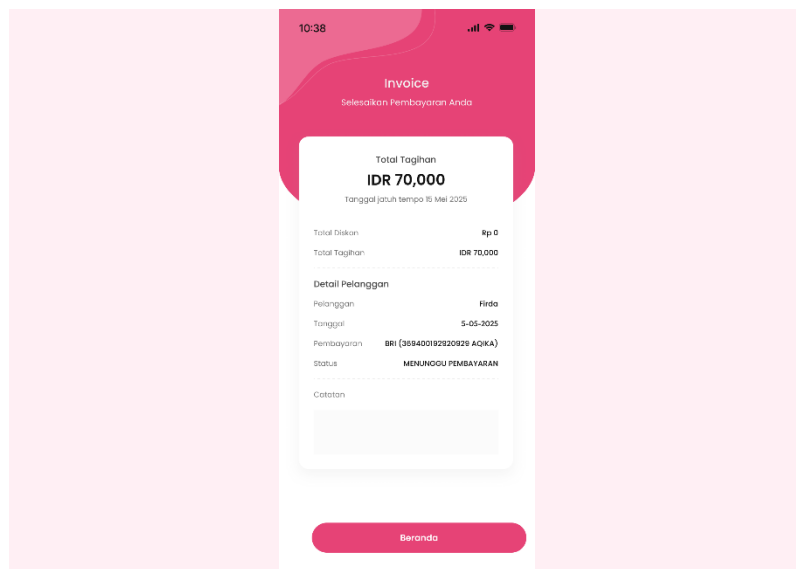 10:38
Invoice
Selesaikan Pembayaran Anda
Total Tagihan
IDR 70,000
Tanggal jatuh tempo 15 Mei 2025
Total Diskon Rp 0
Total Tagihan IDR 70,000
Detail Pelanggan
Pelanggan Firda
Tanggal 5-05-2025
Pembayaran BRI (369400192920929 AQIKA)
Status MENUNGGU PEMBAYARAN
Catatan
Beranda